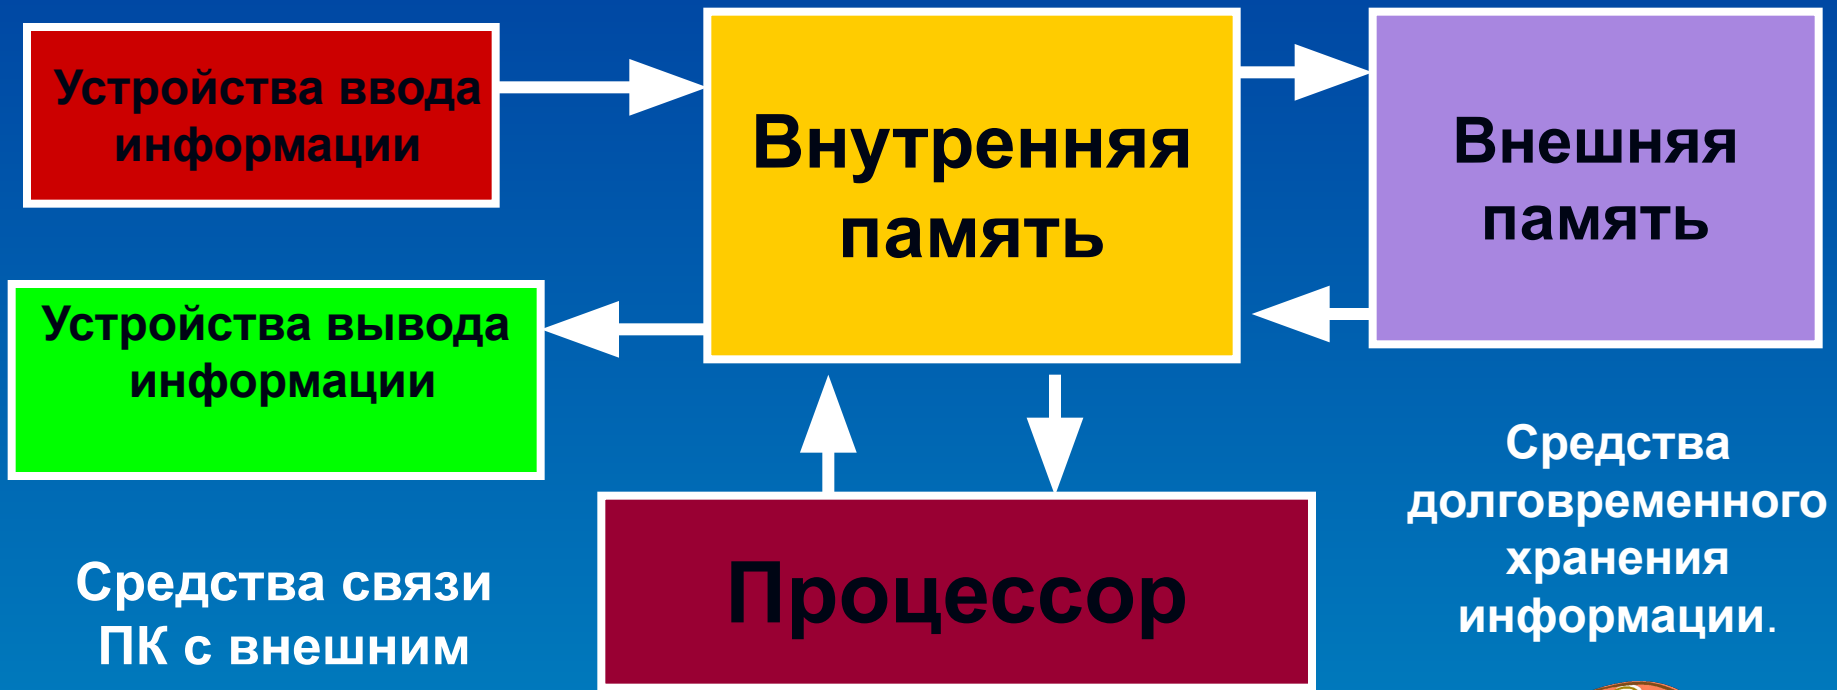 Устройства ввода
информации
Внутренняя
память
Внешняя
память
Устройства вывода
информации
Средства
долговременного
хранения
информации.
Процессор
Средства связи
ПК с внешним